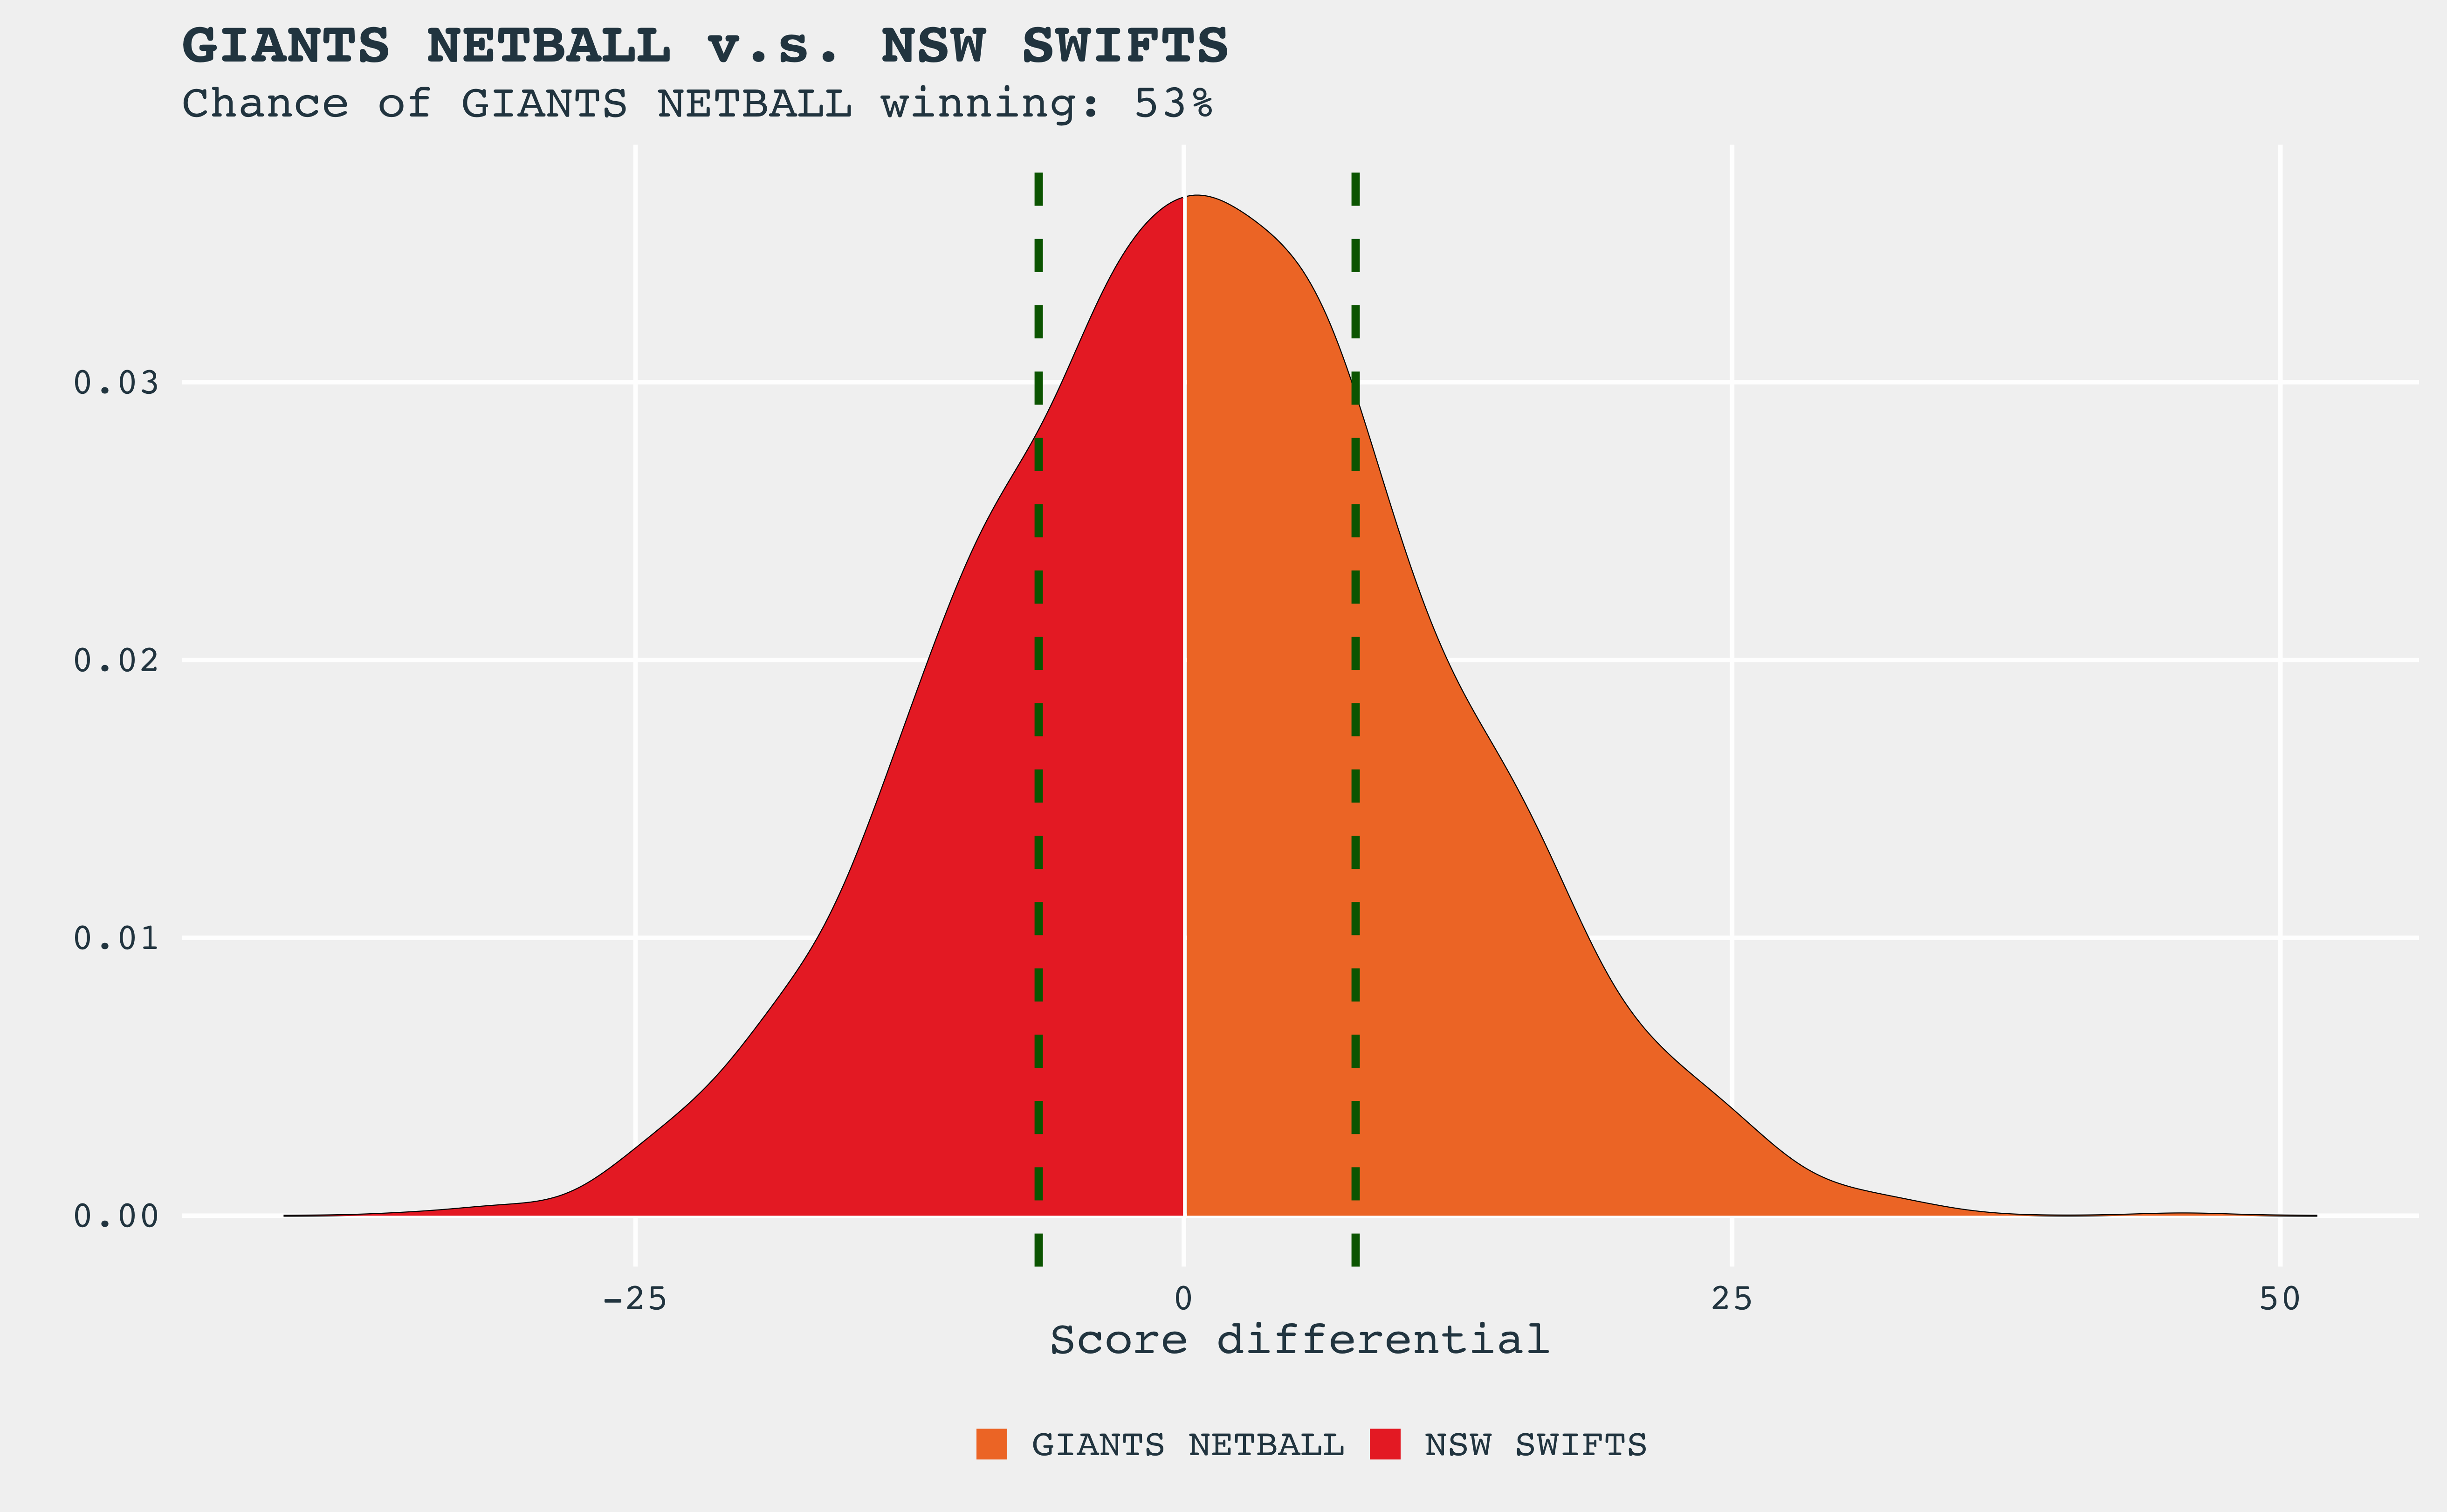 GIANTS NETBALL v.s. NSW SWIFTS
Chance of GIANTS NETBALL winning: 53%
0.03
0.02
0.01
0.00
-25 0 25 50
Score differential
GIANTS NETBALL NSW SWIFTS